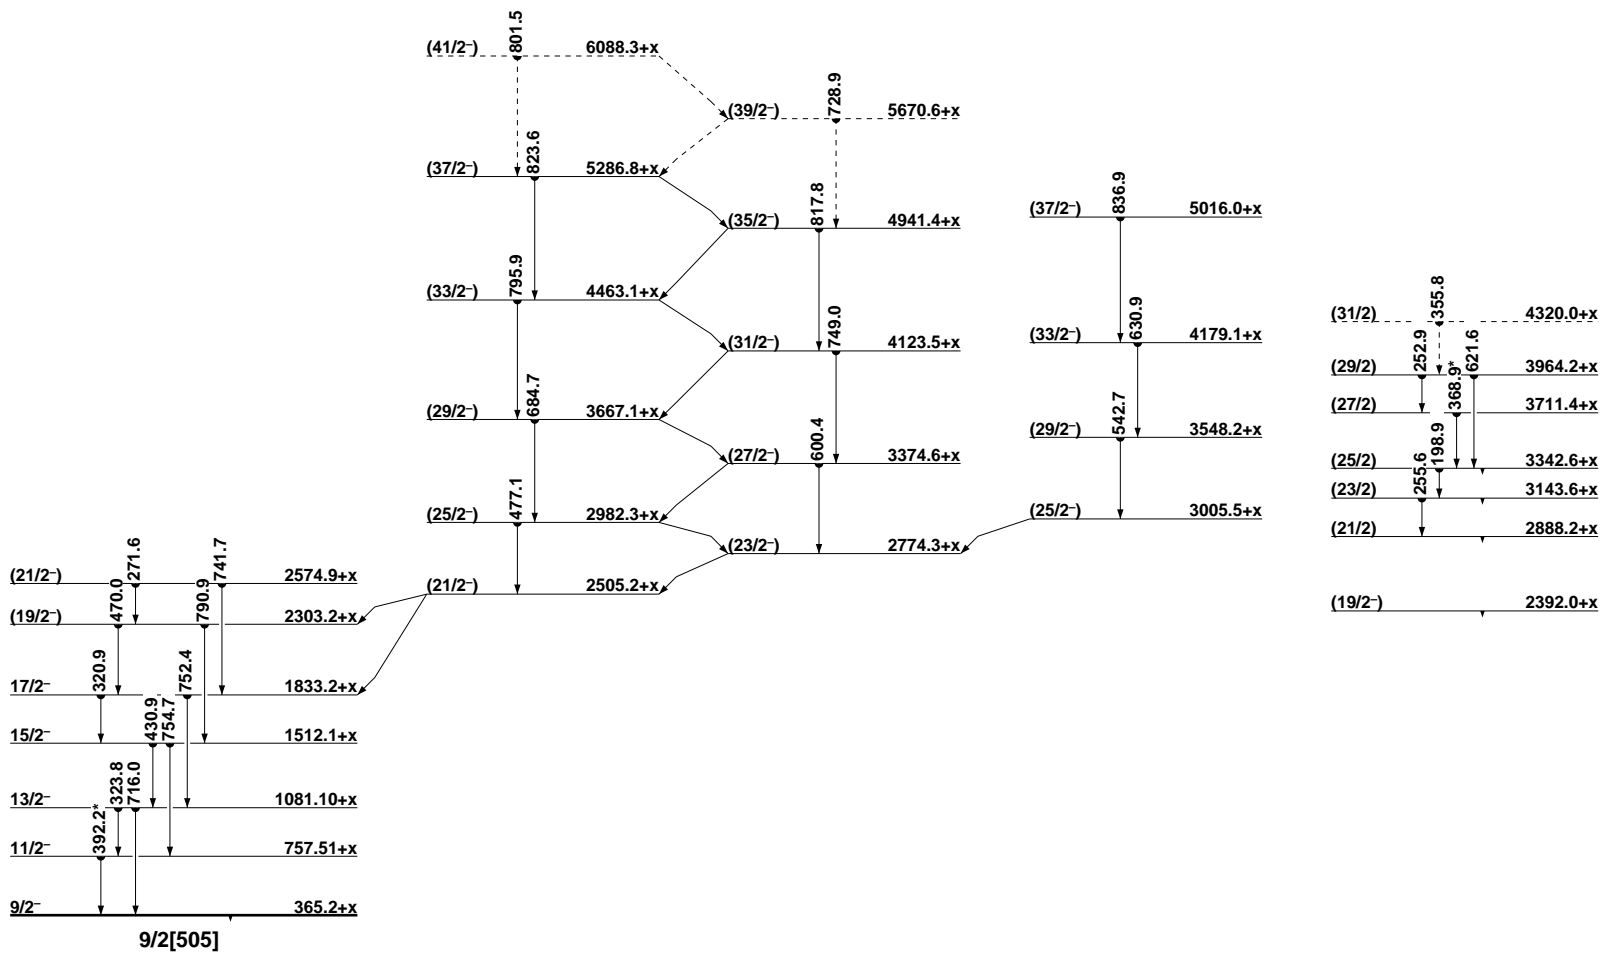 (41/2–)
801.5
6088.3+x
(39/2–)
728.9
5670.6+x
(37/2–)
823.6
5286.8+x
(35/2–)
817.8
4941.4+x
(33/2–)
795.9
4463.1+x
(31/2–)
749.0
4123.5+x
(29/2–)
684.7
3667.1+x
(27/2–)
600.4
3374.6+x
(25/2–)
477.1
2982.3+x
(23/2–)
2774.3+x
(21/2–)
2505.2+x
(37/2–)
836.9
5016.0+x
(33/2–)
630.9
4179.1+x
(29/2–)
542.7
3548.2+x
(25/2–)
3005.5+x
(31/2)
355.8
4320.0+x
(29/2)
252.9
621.6
3964.2+x
(27/2)
368.9*
3711.4+x
(25/2)
198.9
3342.6+x
(23/2)
255.6
3143.6+x
(21/2)
2888.2+x
(19/2–)
2392.0+x
(21/2–)
271.6
741.7
2574.9+x
(19/2–)
470.0
790.9
2303.2+x
17/2–
320.9
752.4
1833.2+x
15/2–
430.9
754.7
1512.1+x
13/2–
323.8
716.0
1081.10+x
11/2–
392.2*
757.51+x
9/2–
365.2+x
9/2[505]